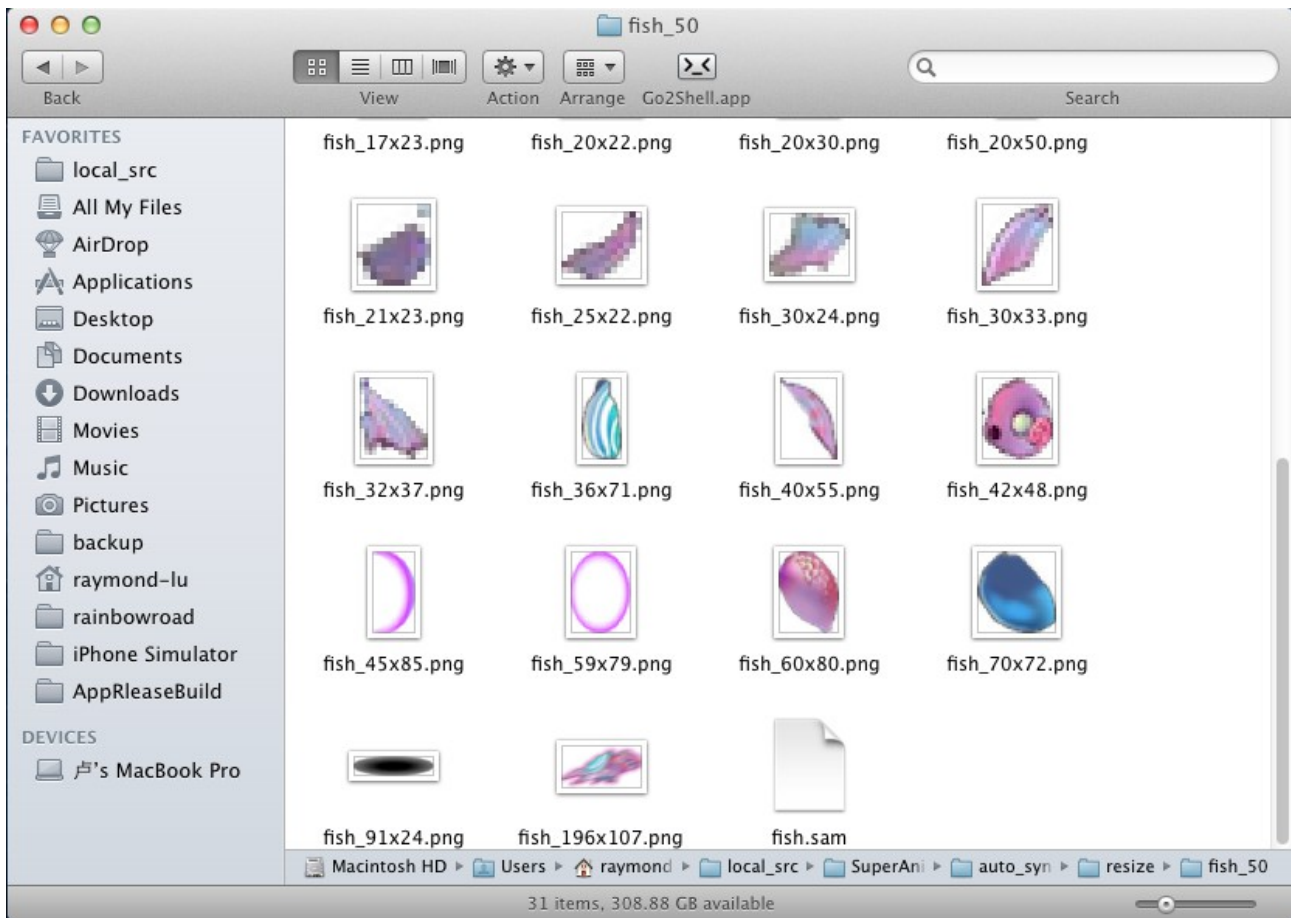 fish_50
Back View Action Arrange Go2Shell.app Search
FAVORITES
local_src
All My Files
AirDrop
Applications
Desktop
Documents
Downloads
Movies
Music
Pictures
backup
raymond-lu
rainbowroad
iPhone Simulator
AppRleaseBuild
DEVICES
卢's MacBook Pro
fish_17x23.png fish_20x22.png fish_20x30.png fish_20x50.png
fish_21x23.png fish_25x22.png fish_30x24.png fish_30x33.png
fish_32x37.png fish_36x71.png fish_40x55.png fish_42x48.png
fish_45x85.png fish_59x79.png fish_60x80.png fish_70x72.png
fish_91x24.png fish_196x107.png fish.sam
Macintosh HD Users raymond local_src SuperAni auto_syn resize fish_50
31 items, 308.88 GB available